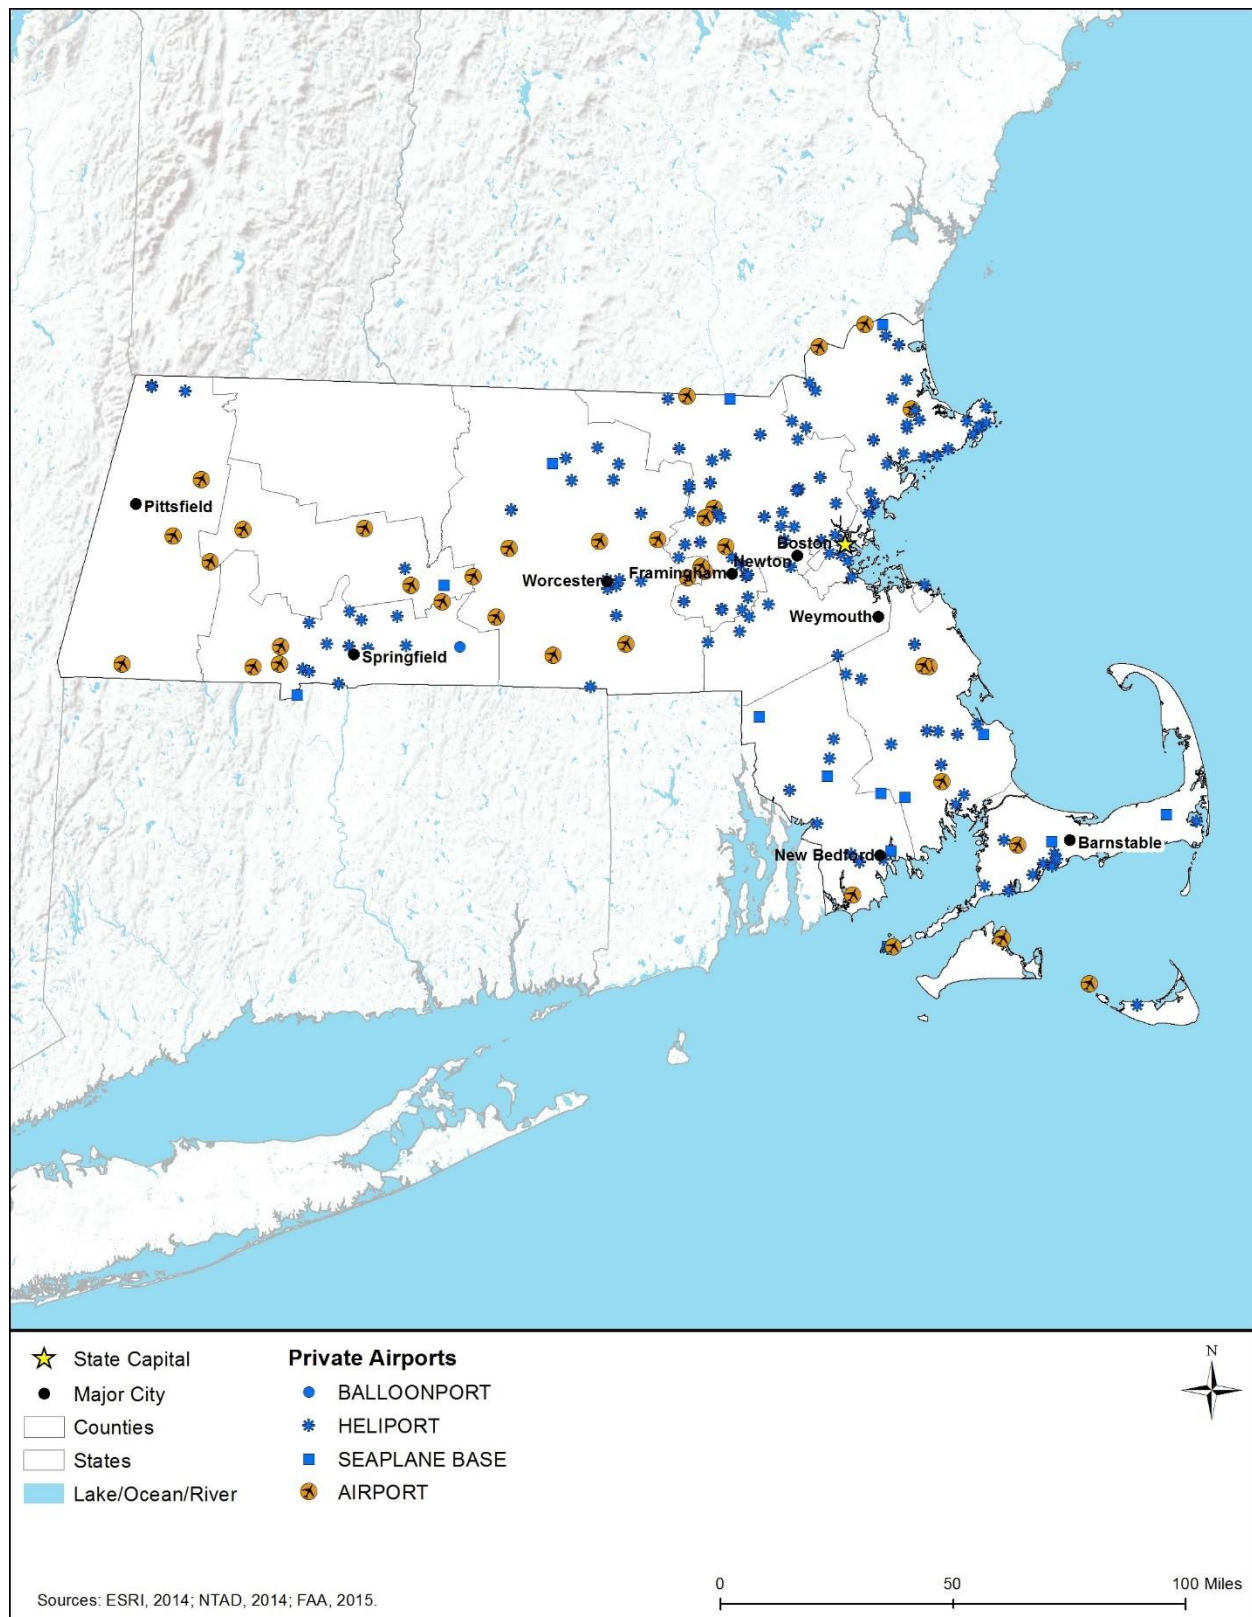 Pittsfield
Boston
Newton
Framingham
Worcester
Weymouth
Springfield
Barnstable
New Bedford
State Capital
Major City
Counties
States
Lake/Ocean/River
Private Airports
BALLOONPORT
HELIPORT
SEAPLANE BASE
AIRPORT
N
Sources: ESRI, 2014; NTAD, 2014; FAA, 2015.
0 50 100 Miles